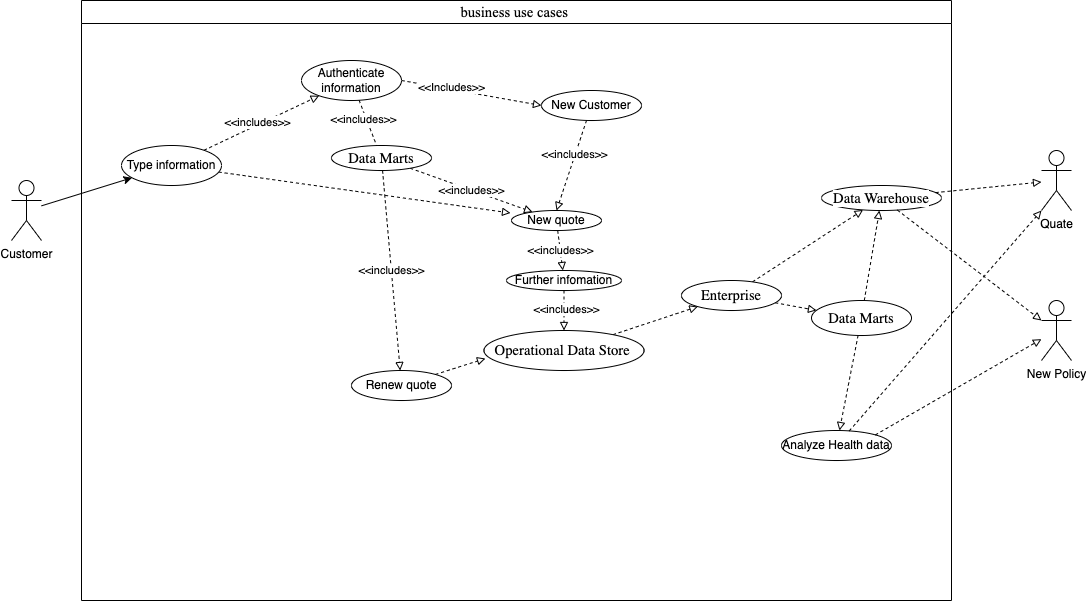 business use cases
Authenticate
information
<<Includes>>
New Customer
<<includes>>
<<includes>>
Type information
Data Marts
<<includes>>
<<includes>>
Customer
New quote
Data Warehouse
Quate
<<includes>>
<<includes>>
Further infomation
Enterprise
<<includes>>
Data Marts
Operational Data Store
New Policy
Renew quote
Analyze Health data